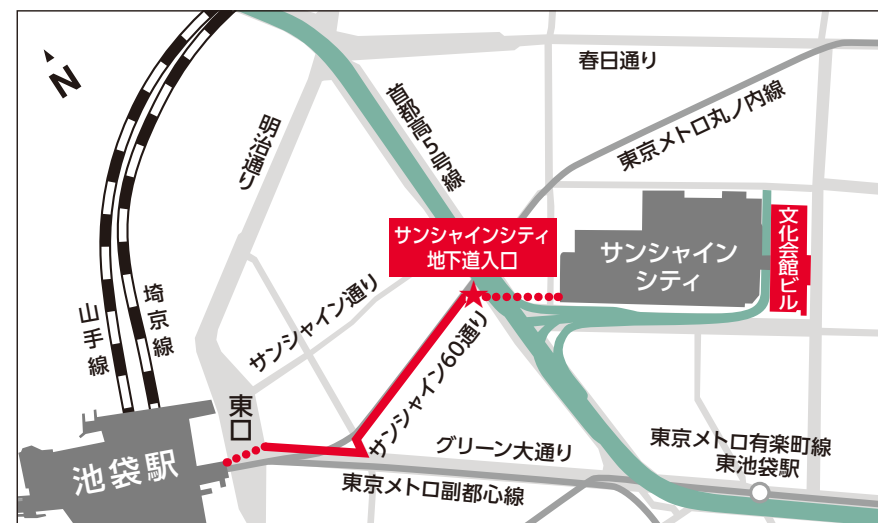 N
春日通り
首都高5号線
明治通り
東京メトロ丸ノ内線
サンシャインシティ
地下道入口
サンシャイン
シティ
文化会館ビル
サンシャイン通り
埼京線
山手線
サンシャイン60通り
東口
池袋駅
グリーン大通り
東京メトロ有楽町線
東池袋駅
東京メトロ副都心線